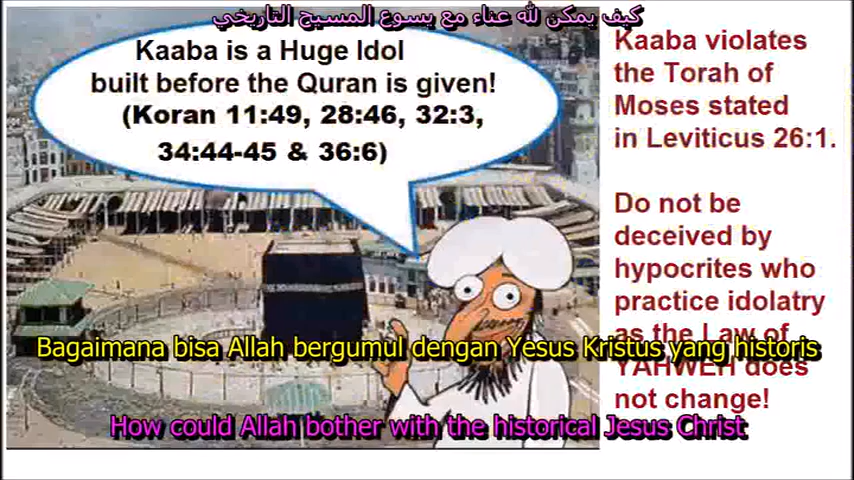 كيف يمكن لله عناء مع يسوع المسيح التاريخي
Kaaba is a Huge Idol
built before the Quran is given!
(Koran 11:49, 28:46, 32:3,
34:44-45 & 36:6)
Kaaba violates
the Torah of
Moses stated
in Leviticus 26:1.
Do not be
deceived by
hypocrites who
practice idolatry
as the Law of
YAHWEH does
not change!
Bagaimana bisa Allah bergumul dengan Yesus Kristus yang historis
How could Allah bother with the historical Jesus Christ